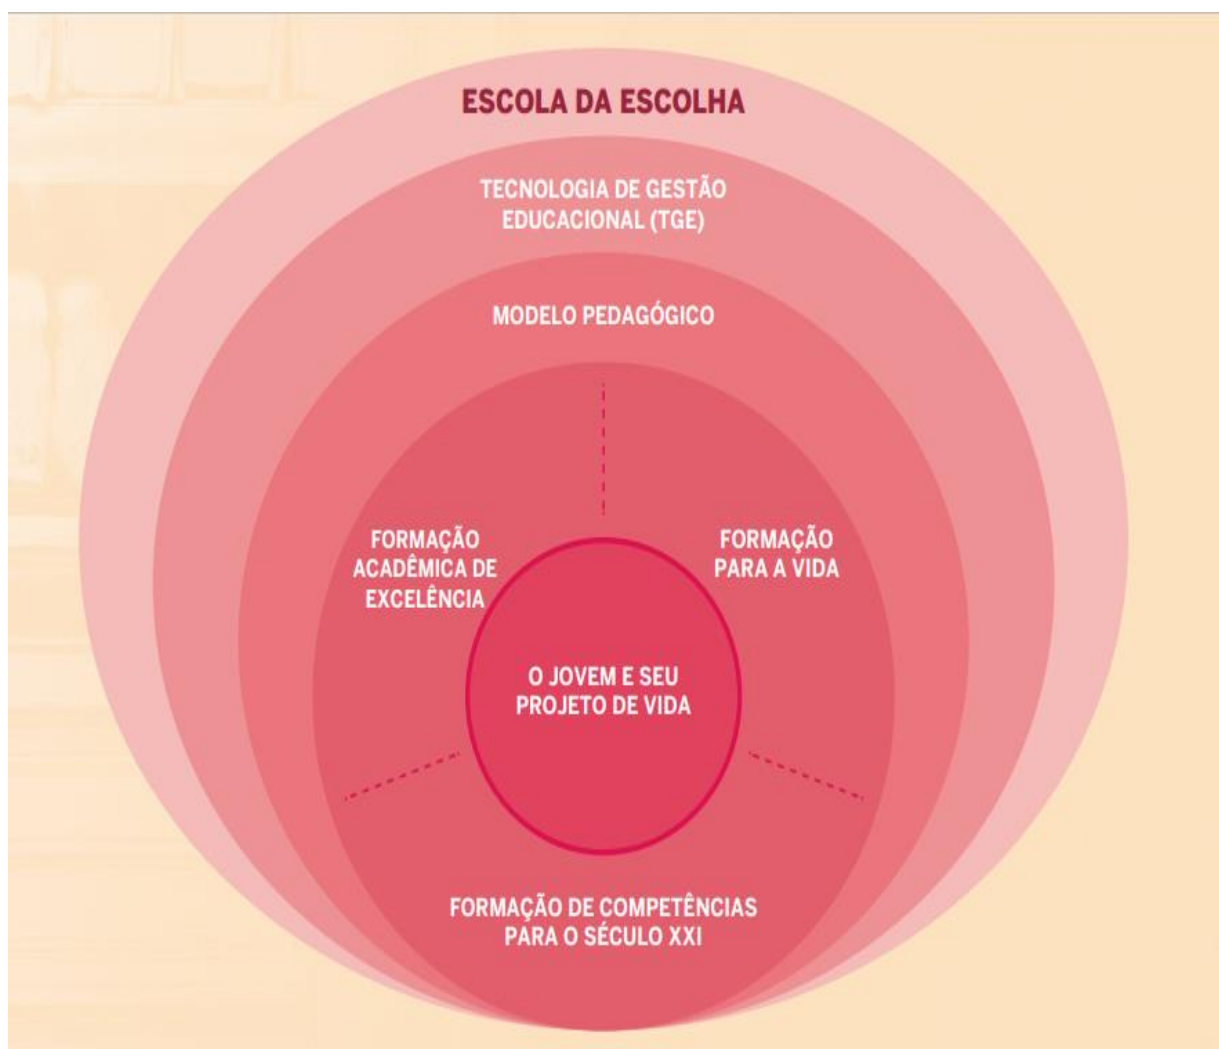 ESCOLA DA ESCOLHA
TECNOLOGIA DE GESTÃO
EDUCACIONAL (TGE)
MODELO PEDAGÓGICO
FORMAÇÃO
ACADÊMICA DE
EXCELÊNCIA
FORMAÇÃO
PARA A VIDA
O JOVEM E SEU
PROJETO DE VIDA
FORMAÇÃO DE COMPETÊNCIAS
PARA O SÉCULO XXI